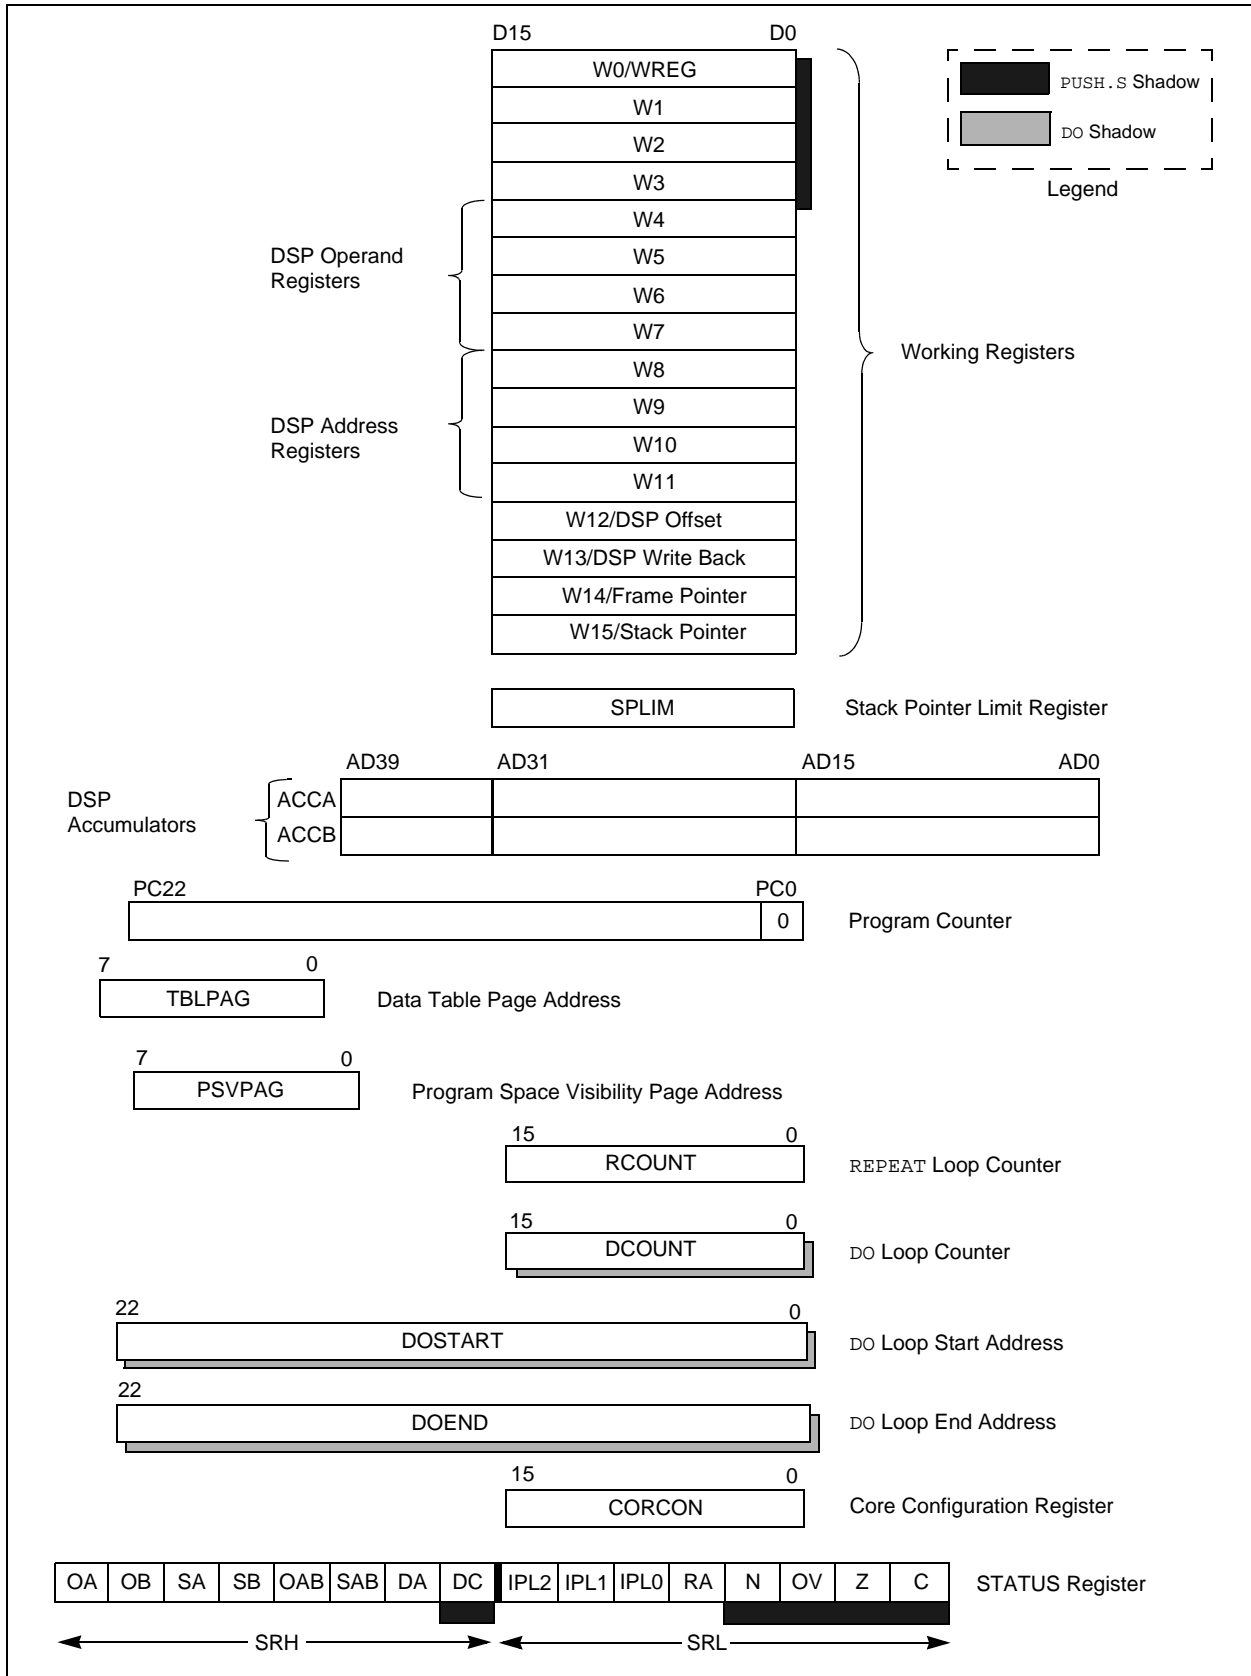 D15 D0
W0/WREG
W1
W2
W3
W4
W5
W6
W7
W8
W9
W10
W11
W12/DSP Offset
W13/DSP Write Back
W14/Frame Pointer
W15/Stack Pointer
PUSH.S Shadow
DO Shadow
Legend
DSP Operand
Registers
DSP Address
Registers
Working Registers
SPLIM
Stack Pointer Limit Register
AD39 AD31 AD15 AD0
DSP
Accumulators
ACCA
ACCB
PC22 PC0
0
Program Counter
7 0
TBLPAG
Data Table Page Address
7 0
PSVPAG
Program Space Visibility Page Address
15 0
RCOUNT
REPEAT Loop Counter
15 0
DCOUNT
DO Loop Counter
22 0
DOSTART
DO Loop Start Address
22
DOEND
DO Loop End Address
15 0
CORCON
Core Configuration Register
OA OB SA SB OAB SAB DA DC IPL2 IPL1 IPL0 RA N OV Z C
STATUS Register
SRH SRL